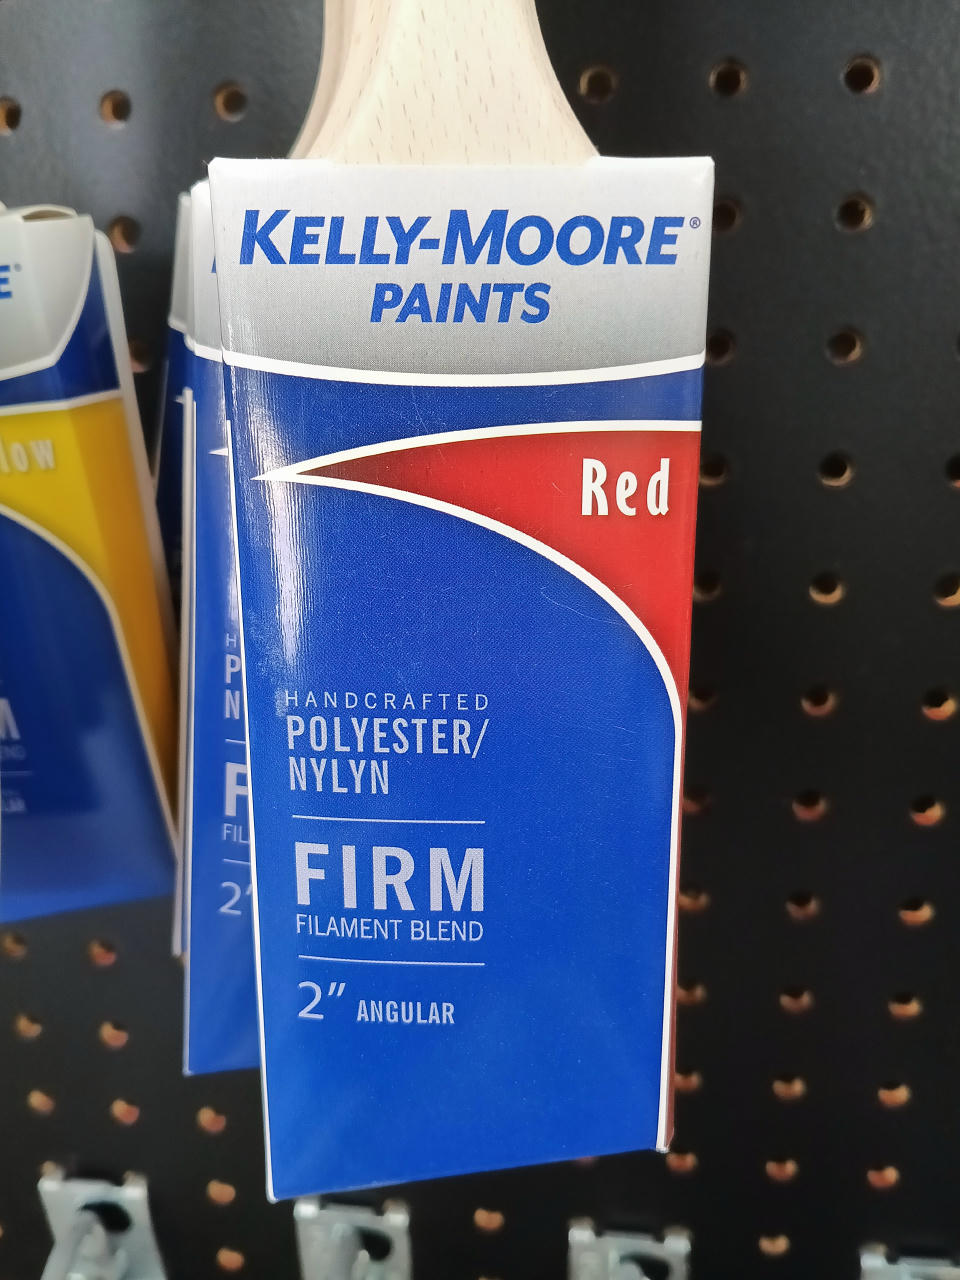 KELLY-MOORE®
PAINTS
Red
HANDCRAFTED
POLYESTER/
NYLYN
FIRM
FILAMENT BLEND
2" ANGULAR